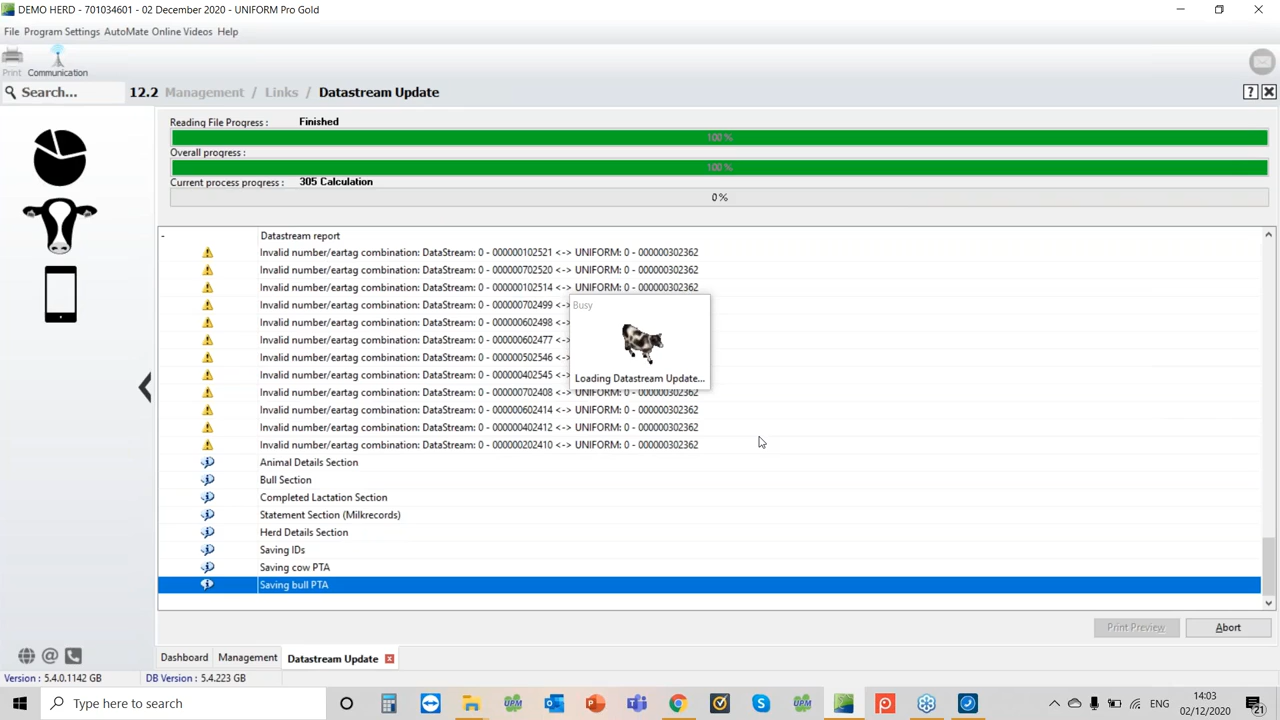 DEMO HERD - 701034601 - 02 December 2020 - UNIFORM Pro Gold
File Program Settings AutoMate Online Videos Help
Print Communication
Search... 12.2 Management / Links / Datastream Update ?
Reading File Progress : Finished
100 %
Overall progress :
100 %
Current process progress : 305 Calculation
0 %
- Datastream report
Invalid number/eartag combination: DataStream: 0 - 000000102521 <-> UNIFORM: 0 - 000000302362
Invalid number/eartag combination: DataStream: 0 - 000000702520 <-> UNIFORM: 0 - 000000302362
Invalid number/eartag combination: DataStream: 0 - 000000102514 <-> UNIFORM: 0 - 000000302362
Invalid number/eartag combination: DataStream: 0 - 000000702499 <->
Busy
Invalid number/eartag combination: DataStream: 0 - 000000602498 <->
Invalid number/eartag combination: DataStream: 0 - 000000602477 <->
Invalid number/eartag combination: DataStream: 0 - 000000502546 <->
Invalid number/eartag combination: DataStream: 0 - 000000402545 <->
Loading Datastream Update...
Invalid number/eartag combination: DataStream: 0 - 000000702408 <-> UNIFORM: 0 - 000000302362
Invalid number/eartag combination: DataStream: 0 - 000000602414 <-> UNIFORM: 0 - 000000302362
Invalid number/eartag combination: DataStream: 0 - 000000402412 <-> UNIFORM: 0 - 000000302362
Invalid number/eartag combination: DataStream: 0 - 000000202410 <-> UNIFORM: 0 - 000000302362
Animal Details Section
Bull Section
Completed Lactation Section
Statement Section (Milkrecords)
Herd Details Section
Saving IDs
Saving cow PTA
Saving bull PTA
Print Preview Abort
Dashboard Management Datastream Update
Version : 5.4.0.1142 GB DB Version : 5.4.223 GB
Type here to search
UPM
UPM
ENG
14:03
02/12/2020
21